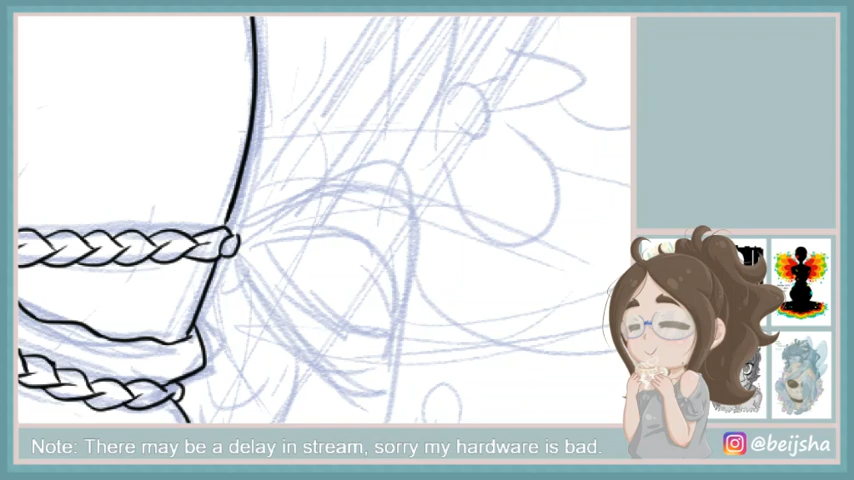 Note: There may be a delay in stream, sorry my hardware is bad.
@beijsha